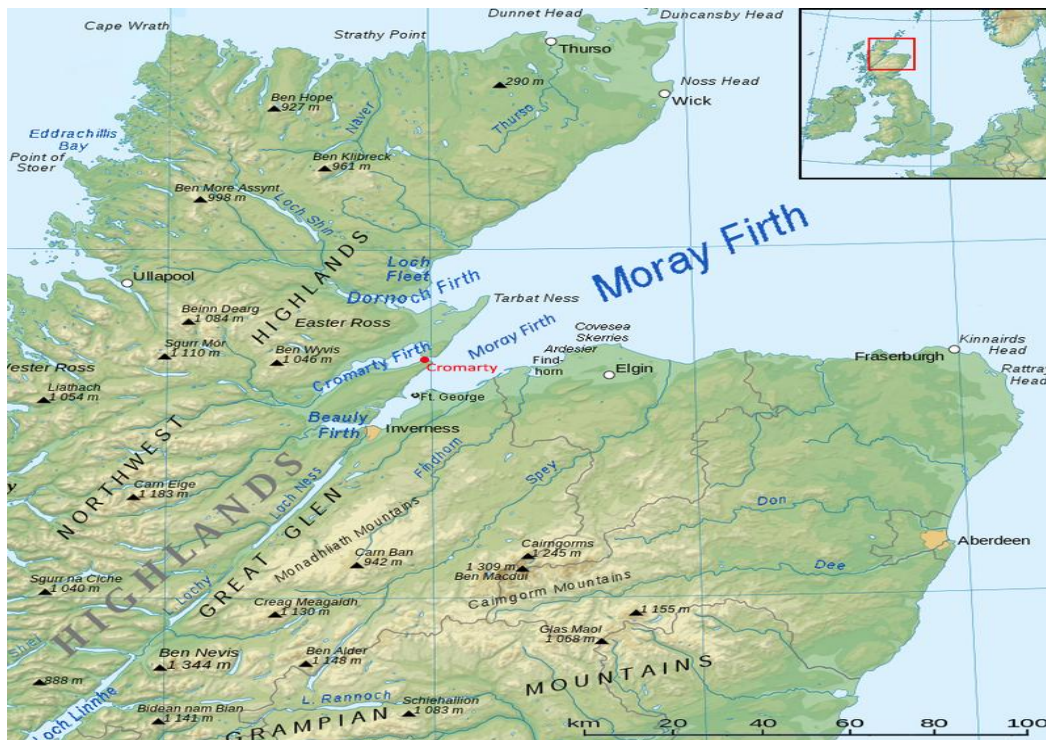 Cape Wrath
Strathy Point
Dunnet Head
Duncansby Head
Thurso
290 m
Noss Head
Wick
Ben Hope
927 m
Naver
Thurso
Eddrachillis
Bay
Point of
Stoer
Ben Klibreck
961 m
Ben More Assynt
998 m
Loch Shin
Loch
Fleet
Dornoch Firth
Moray Firth
Ullapool
HIGHLANDS
Tarbat Ness
Beinn Dearg
1 084 m
Easter Ross
Sgurr Mór
1 110 m
Ben Wyvis
1 046 m
Cromarty Firth
Cromarty
Moray Firth
Covesea
Skerries
Ardesier
Find-
horn
Elgin
Fraserburgh
Kinnairds
Head
Rattray
Head
Wester Ross
Liathach
1 054 m
Ft. George
Beauly
Firth
Inverness
NORTHWEST
Carn Eige
1 183 m
HIGHLANDS
Loch Ness
GREAT GLEN
Findhorn
Spey
Monadhliath Mountains
Don
Carn Ban
942 m
Cairngorms
1 245 m
1 309 m
Ben Macdui
Aberdeen
Dee
Cairngorm Mountains
Sgurr na Ciche
1 040 m
L. Lochy
Creag Meagaidh
1 130 m
1 155 m
Glas Maol
1 068 m
Shiel
Ben Nevis
1 344 m
Ben Alder
1 148 m
888 m
Loch Linnhe
Bidean nam Bian
1 141 m
L. Rannoch
Schiehallion
1 083 m
GRAMPIAN MOUNTAINS
km 20 40 60 80 100